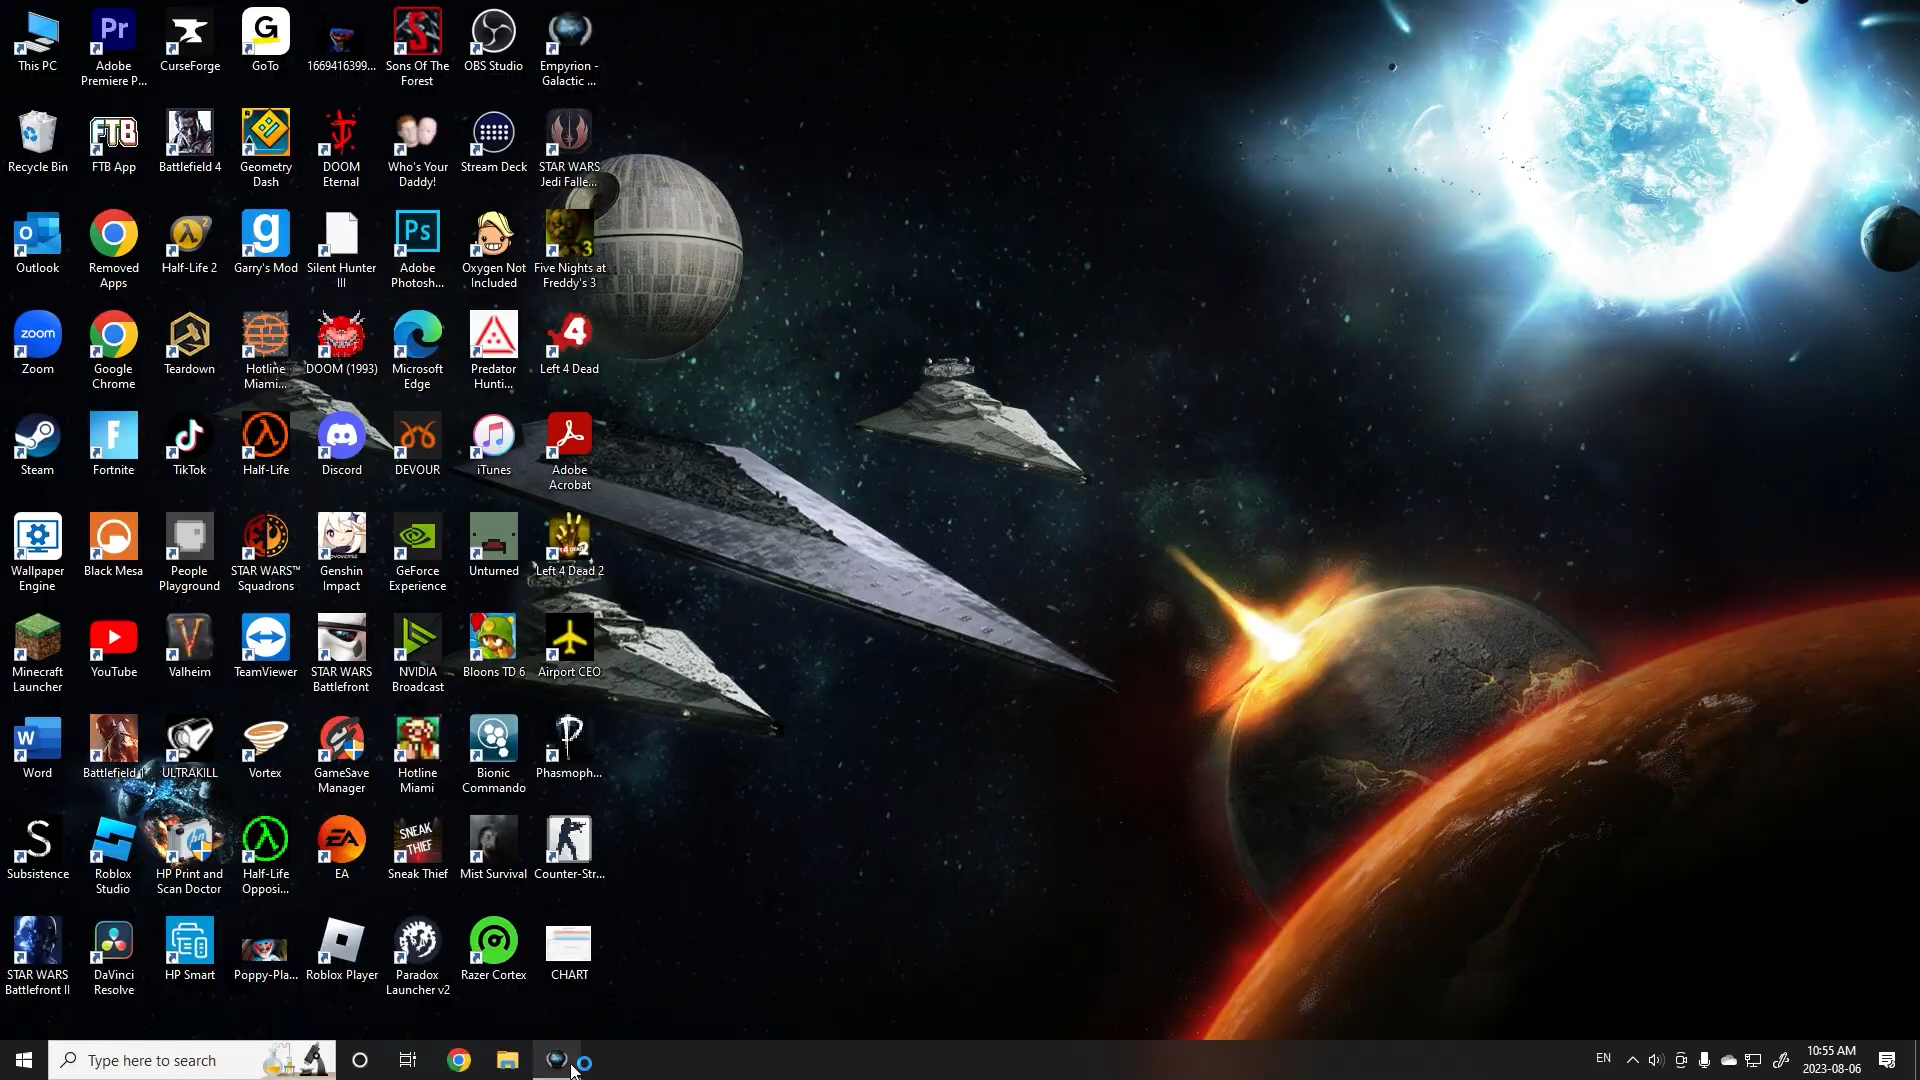 This PC
Adobe
Premiere P...
CurseForge
GoTo
1669416399...
Sons Of The
Forest
OBS Studio
Empyrion -
Galactic ...
Recycle Bin
FTB App
Battlefield 4
Geometry
Dash
DOOM
Eternal
Who's Your
Daddy!
Stream Deck
STAR WARS
Jedi Falle...
Outlook
Removed
Apps
Half-Life 2
Garry's Mod
Silent Hunter
III
Adobe
Photosh...
Oxygen Not
Included
Five Nights at
Freddy's 3
Zoom
Google
Chrome
Teardown
Hotline
Miami...
DOOM (1993)
Microsoft
Edge
Predator
Hunti...
Left 4 Dead
Steam
Fortnite
TikTok
Half-Life
Discord
DEVOUR
iTunes
Adobe
Acrobat
Wallpaper
Engine
Black Mesa
People
Playground
STAR WARS™
Squadrons
Genshin
Impact
GeForce
Experience
Unturned
Left 4 Dead 2
Minecraft
Launcher
YouTube
Valheim
TeamViewer
STAR WARS
Battlefront
NVIDIA
Broadcast
Bloons TD 6
Airport CEO
Word
Battlefield 1
ULTRAKILL
Vortex
GameSave
Manager
Hotline
Miami
Bionic
Commando
Phasmoph...
Subsistence
Roblox
Studio
HP Print and
Scan Doctor
Half-Life
Opposi...
EA
Sneak Thief
Mist Survival
Counter-Str...
STAR WARS
Battlefront II
DaVinci
Resolve
HP Smart
Poppy-Pla...
Roblox Player
Paradox
Launcher v2
Razer Cortex
CHART
Type here to search
EN
10:55 AM
2023-08-06